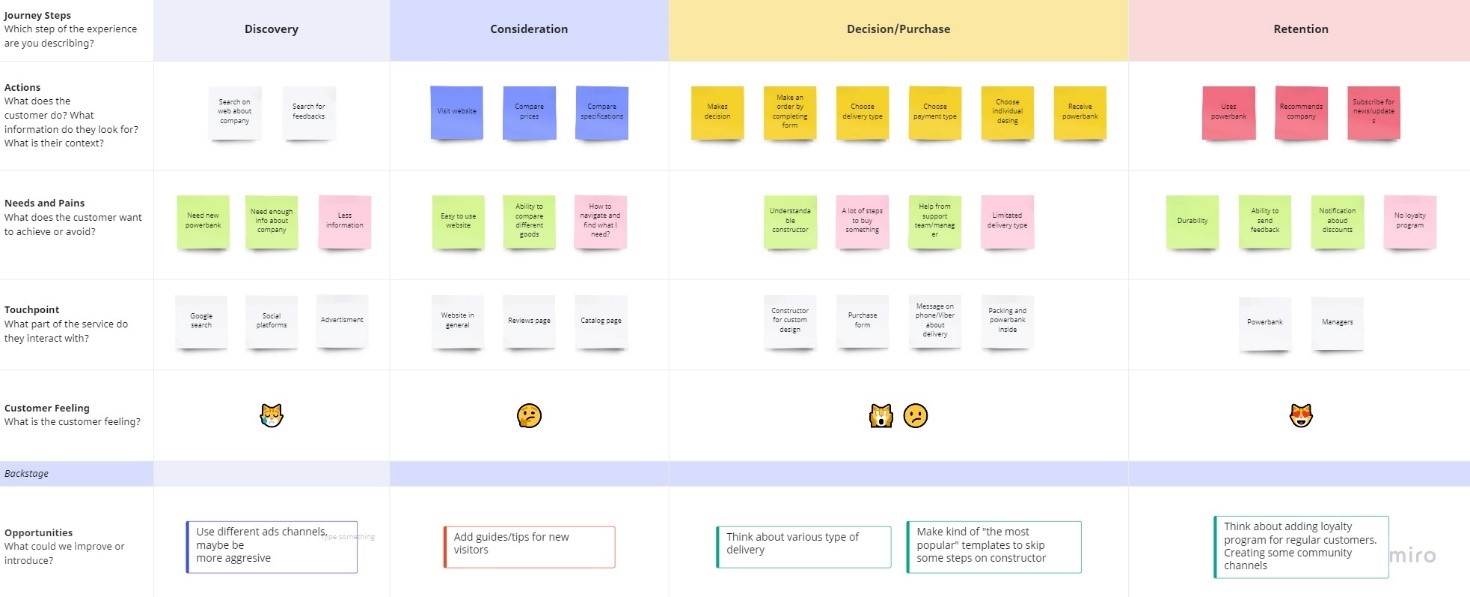 Journey Steps
Which step of the experience
are you describing?
Discovery
Consideration
Decision/Purchase
Retention
Actions
What does the
customer do? What
information do they look for?
What is their context?
Search on
web about
company
Search for
feedbacks
Visit website
Compare
prices
Compare
specifications
Makes
decision
Make an
order by
completing
form
Choose
delivery type
Choose
payment type
Choose
individual
desing
Receive
powerbank
Uses
powerbank
Recommends
company
Subscribe for
news/update
s
Needs and Pains
What does the customer want
to achieve or avoid?
Need new
powerbank
Need enough
info about
company
Less
information
Easy to use
website
Ability to
compare
different
goods
How to
navigate and
find what I
need?
Understanda
ble
constructor
A lot of steps
to buy
something
Help from
support
team/manag
er
Limitated
delivery type
Durability
Ability to
send
feedback
Notification
aboud
discounts
No loyalty
program
Touchpoint
What part of the service do
they interact with?
Google
search
Social
platforms
Advertisment
Website in
general
Reviews page
Catalog page
Constructor
for custom
design
Purchase
form
Message on
phone/Viber
about
delivery
Packing and
powerbank
inside
Powerbank
Managers
Customer Feeling
What is the customer feeling?
Backstage
Opportunities
What could we improve or
introduce?
Use different ads channels,
maybe be
more aggresive
Type something
Add guides/tips for new
visitors
Think about various type of
delivery
Make kind of "the most
popular" templates to skip
some steps on constructor
Think about adding loyalty
program for regular customers.
Creating some community
channels
miro